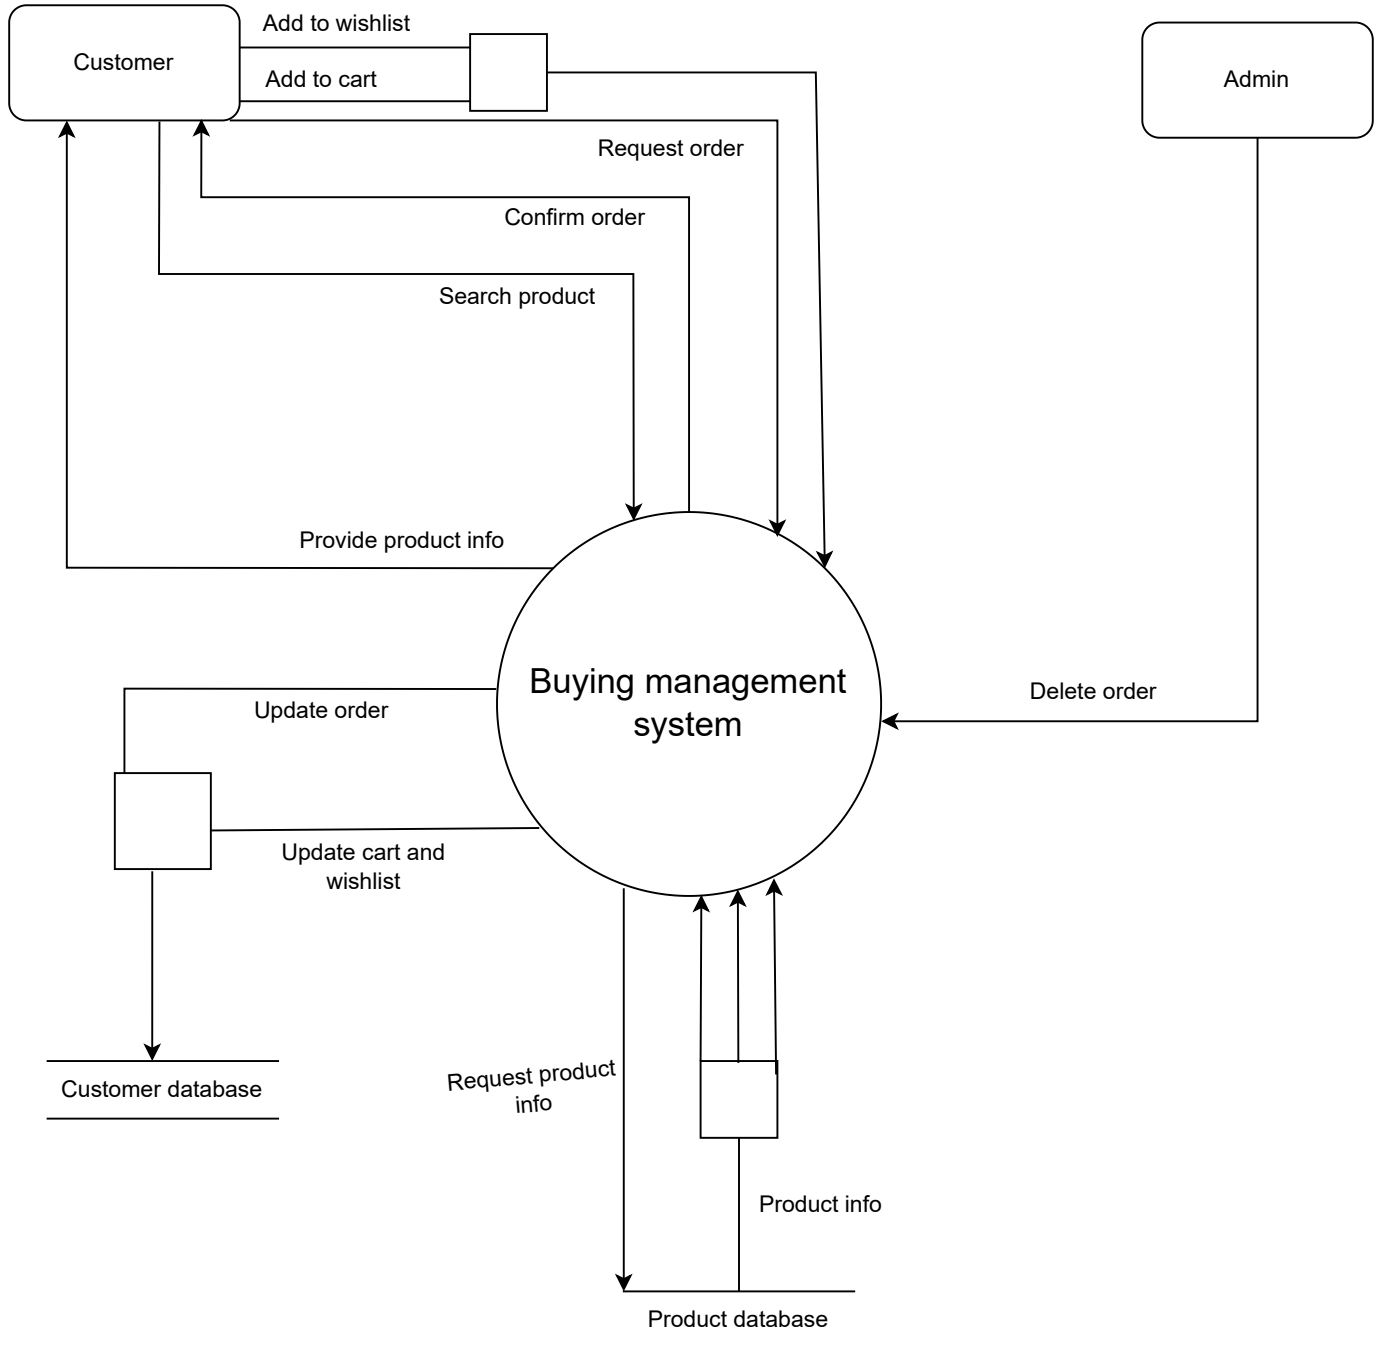 Add to wishlist
Customer
Admin
Add to cart
Request order
Confirm order
Search product
Provide product info
Buying management
system
Delete order
Update order
Update cart and
wishlist
Request product
info
Customer database
Product info
Product database